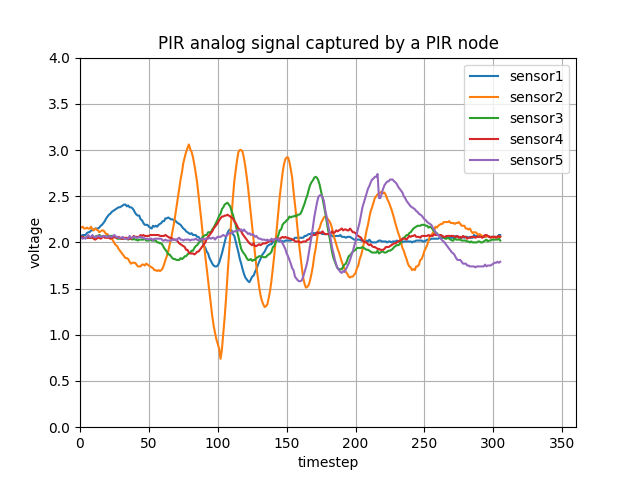 PIR analog signal captured by a PIR node
4.0
3.5
3.0
2.5
2.0
1.5
1.0
0.5
0.0
voltage
sensor1
sensor2
sensor3
sensor4
sensor5
0 50 100 150 200 250 300 350
timestep